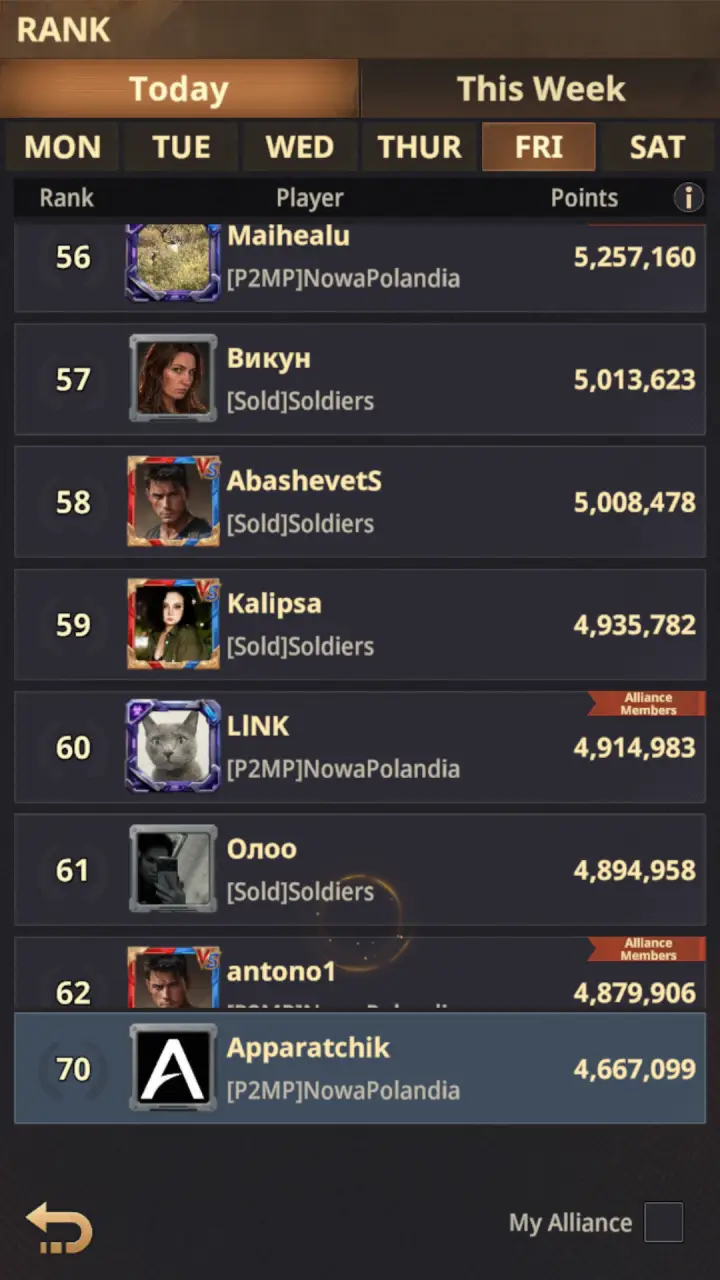 RANK
Today
This Week
MON TUE WED THUR FRI SAT
Rank Player Points i
56 Maihealu 5,257,160
[P2MP]NowaPolandia
57 Викун 5,013,623
[Sold]Soldiers
58 AbashevetS 5,008,478
[Sold]Soldiers
59 Kalipsa 4,935,782
[Sold]Soldiers
Alliance Members
60 LINK 4,914,983
[P2MP]NowaPolandia
61 Олоо 4,894,958
[Sold]Soldiers
Alliance Members
62 antono1 4,879,906
70 Apparatchik 4,667,099
[P2MP]NowaPolandia
My Alliance